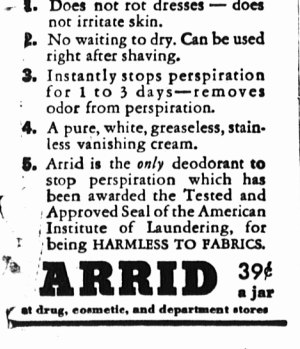 1. Does not rot dresses — does
not irritate skin.
2. No waiting to dry. Can be used
right after shaving.
3. Instantly stops perspiration
for 1 to 3 days—removes
odor from perspiration.
4. A pure, white, greaseless, stain-
less vanishing cream.
5. Arrid is the only deodorant to
stop perspiration which has
been awarded the Tested and
Approved Seal of the American
Institute of Laundering, for
being HARMLESS TO FABRICS.
ARRID 39¢
a jar
at drug, cosmetic, and department stores